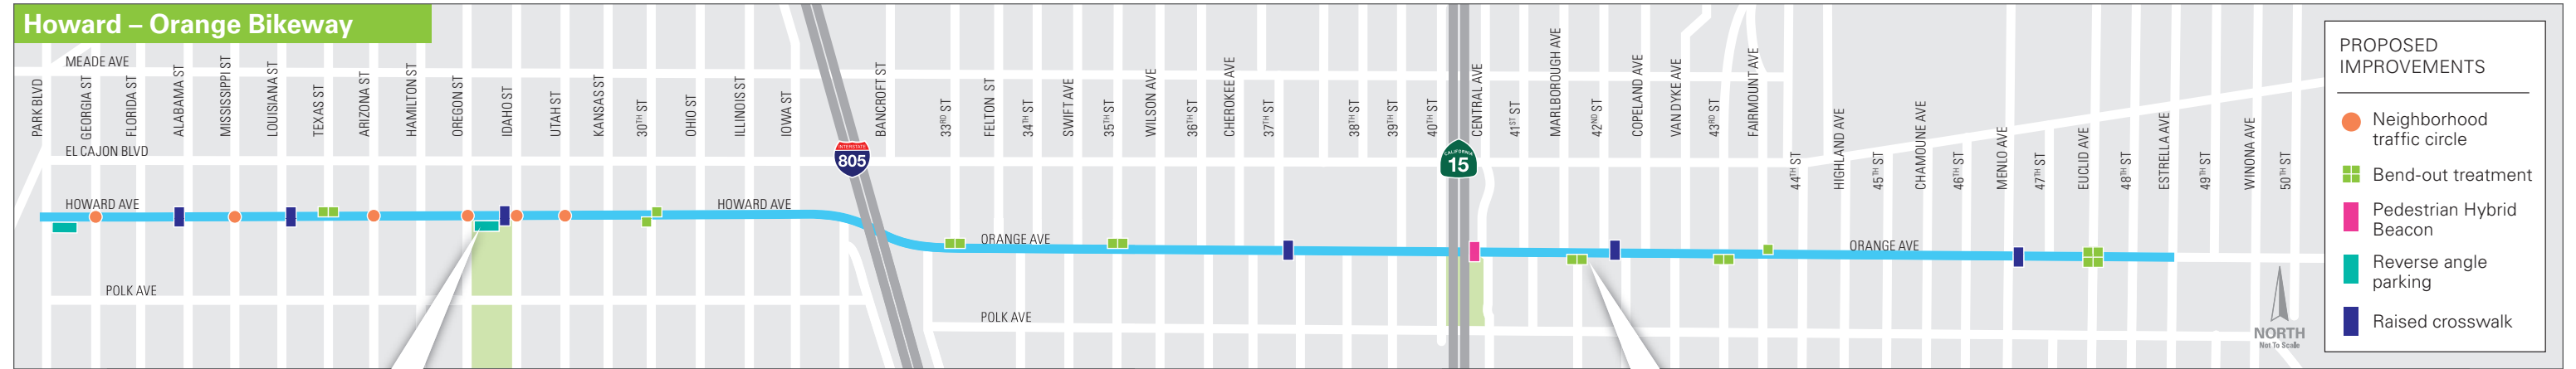 Howard – Orange Bikeway
MEADE AVE
PARK BLVD
GEORGIA ST
FLORIDA ST
ALABAMA ST
MISSISSIPPI ST
LOUISIANA ST
TEXAS ST
ARIZONA ST
HAMILTON ST
OREGON ST
IDAHO ST
UTAH ST
KANSAS ST
30TH ST
OHIO ST
ILLINOIS ST
IOWA ST
BANCROFT ST
33RD ST
FELTON ST
34TH ST
SWIFT AVE
35TH ST
WILSON AVE
36TH ST
CHEROKEE AVE
37TH ST
38TH ST
39TH ST
40TH ST
CENTRAL AVE
41ST ST
MARLBOROUGH AVE
42ND ST
COPELAND AVE
VAN DYKE AVE
43RD ST
FAIRMOUNT AVE
44TH ST
HIGHLAND AVE
45TH ST
CHAMOUNE AVE
46TH ST
MENLO AVE
47TH ST
EUCLID AVE
48TH ST
ESTRELLA AVE
49TH ST
WINONA AVE
50TH ST
EL CAJON BLVD
INTERSTATE
805
CALIFORNIA
15
HOWARD AVE
HOWARD AVE
ORANGE AVE
ORANGE AVE
POLK AVE
POLK AVE
NORTH
Not To Scale
PROPOSED
IMPROVEMENTS
Neighborhood
traffic circle
Bend-out treatment
Pedestrian Hybrid
Beacon
Reverse angle
parking
Raised crosswalk